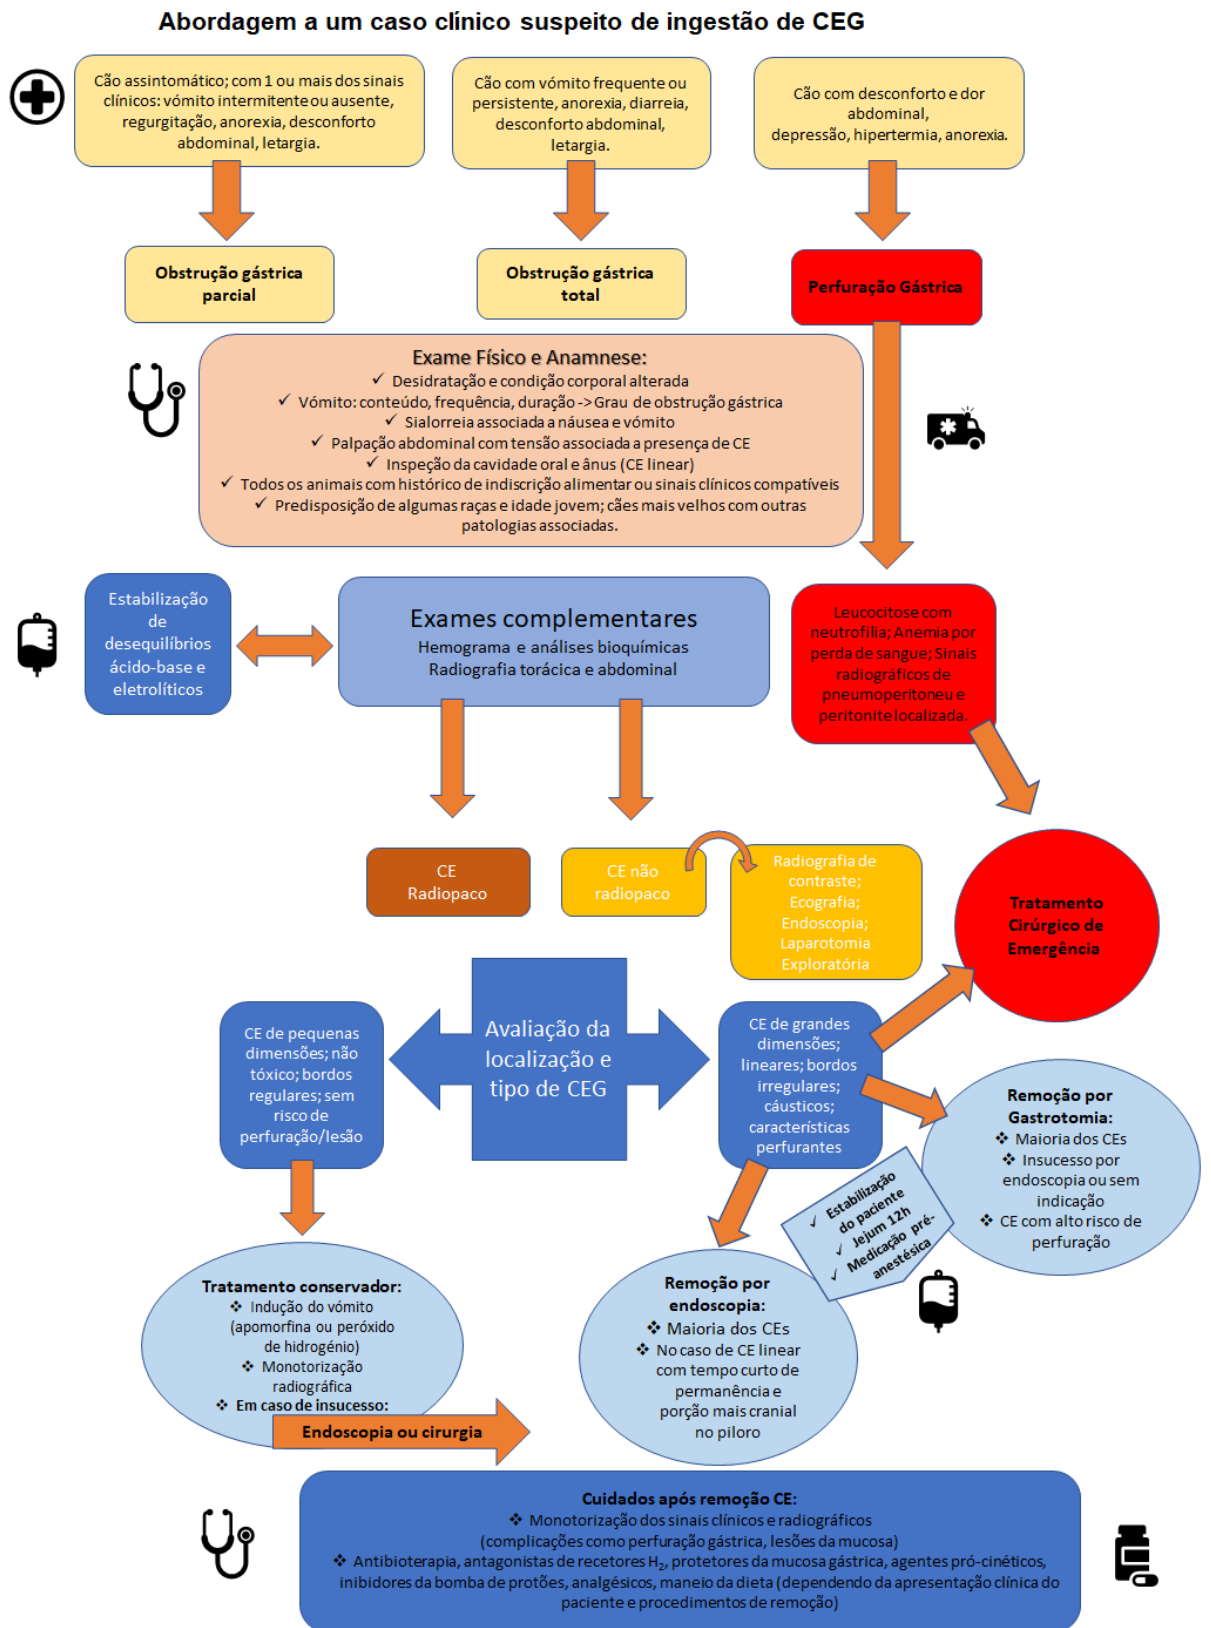 Abordagem a um caso clínico suspeito de ingestão de CEG
Cão assintomático; com 1 ou mais dos sinais
clínicos: vómito intermitente ou ausente,
regurgitação, anorexia, desconforto
abdominal, letargia.
Cão com vómito frequente ou
persistente, anorexia, diarreia,
desconforto abdominal,
letargia.
Cão com desconforto e dor
abdominal,
depressão, hipertermia, anorexia.
Obstrução gástrica
parcial
Obstrução gástrica
total
Perfuração Gástrica
Exame Físico e Anamnese:
✓ Desidratação e condição corporal alterada
✓ Vómito: conteúdo, frequência, duração -> Grau de obstrução gástrica
✓ Sialorreia associada a náusea e vómito
✓ Palpação abdominal com tensão associada a presença de CE
✓ Inspeção da cavidade oral e ânus (CE linear)
✓ Todos os animais com histórico de indiscrição alimentar ou sinais clínicos compatíveis
✓ Predisposição de algumas raças e idade jovem; cães mais velhos com outras
patologias associadas.
Estabilização
de
desequilíbrios
ácido-base e
eletrolíticos
Exames complementares
Hemograma e análises bioquímicas
Radiografia torácica e abdominal
Leucocitose com
neutrofilia; Anemia por
perda de sangue; Sinais
radiográficos de
pneumoperitoneu e
peritonite localizada.
CE
Radiopaco
CE não
radiopaco
Radiografia de
contraste;
Ecografia;
Endoscopia;
Laparotomia
Exploratória
Tratamento
Cirúrgico de
Emergência
CE de pequenas
dimensões; não
tóxico; bordos
regulares; sem
risco de
perfuração/lesão
Avaliação da
localização e
tipo de CEG
CE de grandes
dimensões;
lineares; bordos
irregulares;
cáusticos;
características
perfurantes
Remoção por
Gastrotomia:
❖ Maioria dos CEs
❖ Insucesso por
endoscopia ou sem
indicação
❖ CE com alto risco de
perfuração
✓ Estabilização
do paciente
✓ Jejum 12h
✓ Medicação pré-
anestésica
Tratamento conservador:
❖ Indução do vómito
(apomorfina ou peróxido
de hidrogénio)
❖ Monotorização
radiográfica
❖ Em caso de insucesso:
Endoscopia ou cirurgia
Remoção por
endoscopia:
❖ Maioria dos CEs
❖ No caso de CE linear
com tempo curto de
permanência e
porção mais cranial
no piloro
Cuidados após remoção CE:
❖ Monotorização dos sinais clínicos e radiográficos
(complicações como perfuração gástrica, lesões da mucosa)
❖ Antibioterapia, antagonistas de recetores H₂, protetores da mucosa gástrica, agentes pró-cinéticos,
inibidores da bomba de protões, analgésicos, maneio da dieta (dependendo da apresentação clínica do
paciente e procedimentos de remoção)